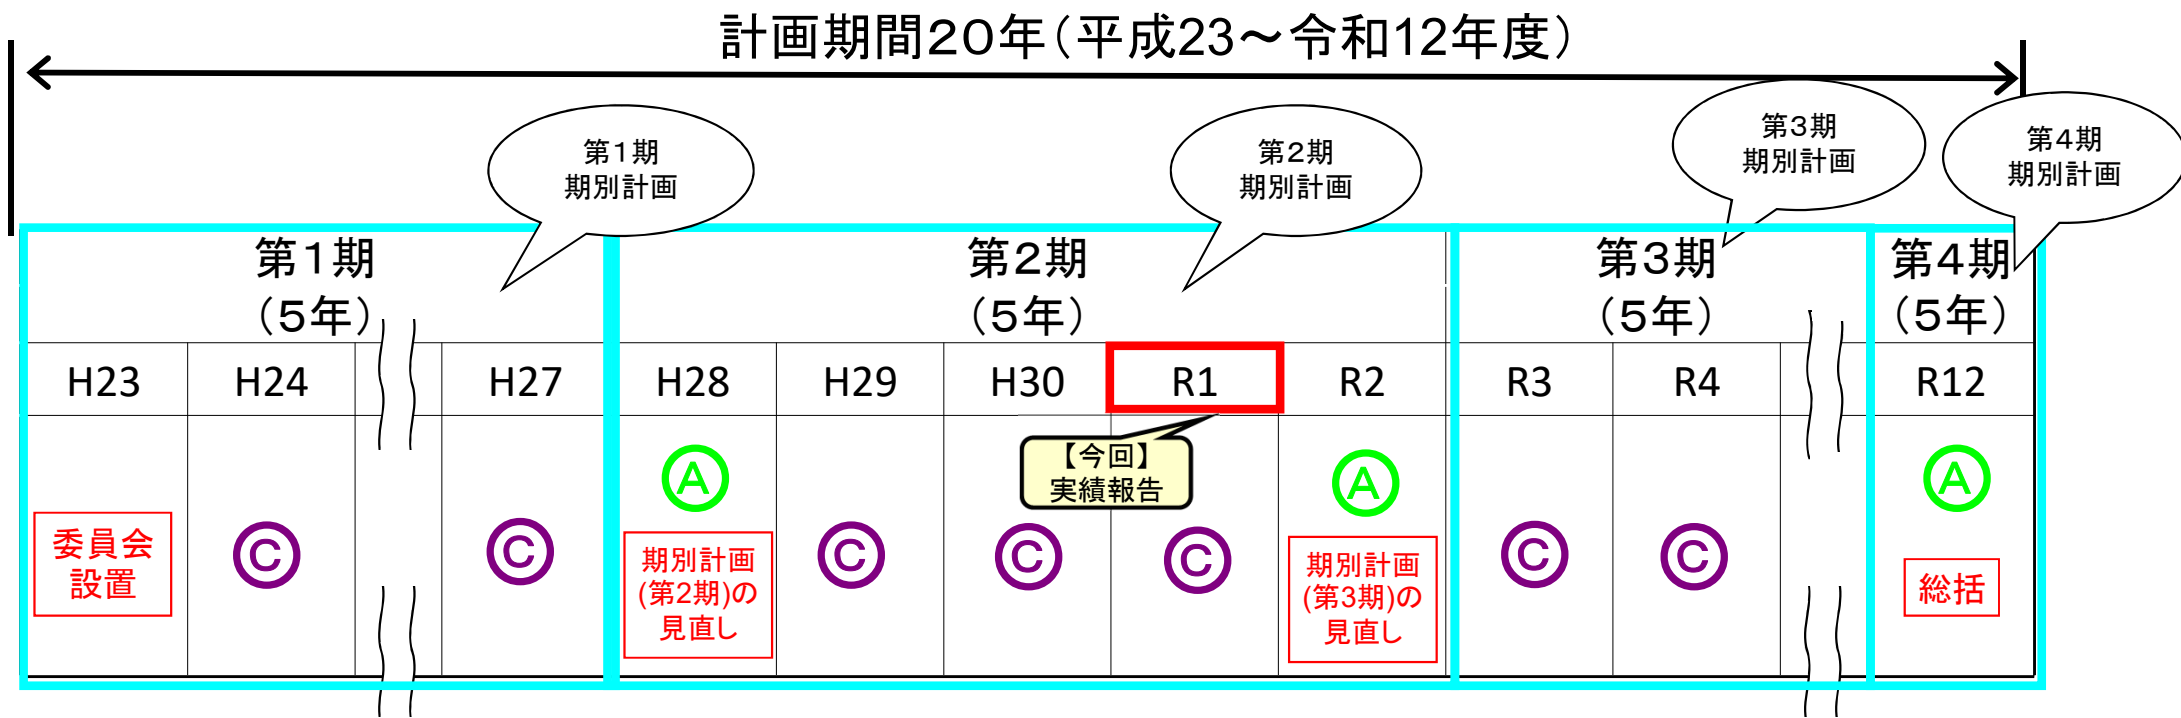 計画期間20年(平成23～令和12年度)
第1期
期別計画
第2期
期別計画
第3期
期別計画
第4期
期別計画
第1期
(5年)
第2期
(5年)
第3期
(5年)
第4期
(5年)
H23
H24
H27
H28
H29
H30
R1
R2
R3
R4
R12
【今回】
実績報告
委員会
設置
C
C
A
期別計画
(第2期)の
見直し
C
C
C
A
期別計画
(第3期)の
見直し
C
C
A
総括